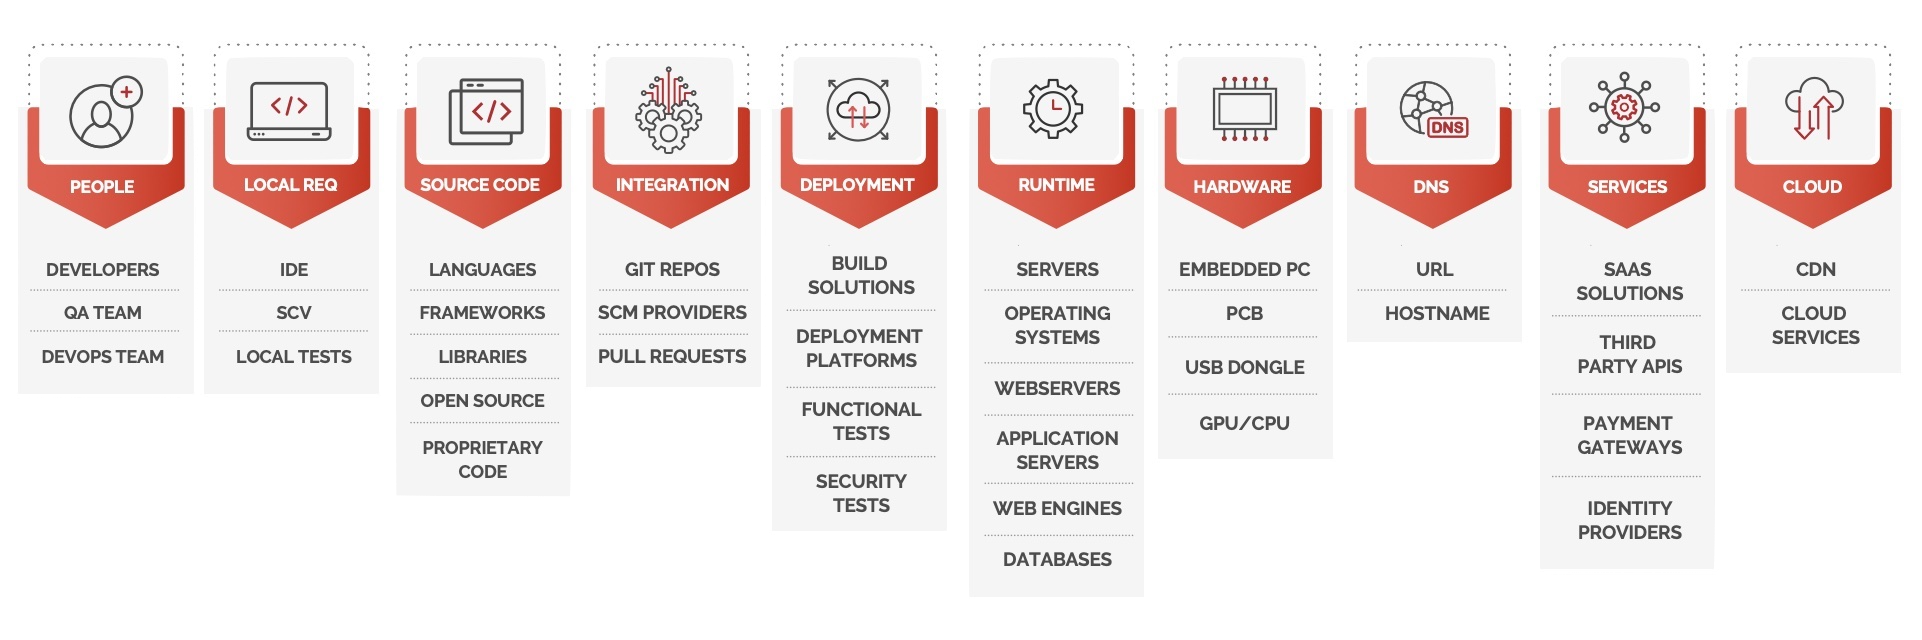 PEOPLE
DEVELOPERS
QA TEAM
DEVOPS TEAM
LOCAL REQ
IDE
SCV
LOCAL TESTS
SOURCE CODE
LANGUAGES
FRAMEWORKS
LIBRARIES
OPEN SOURCE
PROPRIETARY
CODE
INTEGRATION
GIT REPOS
SCM PROVIDERS
PULL REQUESTS
DEPLOYMENT
BUILD
SOLUTIONS
DEPLOYMENT
PLATFORMS
FUNCTIONAL
TESTS
SECURITY
TESTS
RUNTIME
SERVERS
OPERATING
SYSTEMS
WEBSERVERS
APPLICATION
SERVERS
WEB ENGINES
DATABASES
HARDWARE
EMBEDDED PC
PCB
USB DONGLE
GPU/CPU
DNS
DNS
URL
HOSTNAME
SERVICES
SAAS
SOLUTIONS
THIRD
PARTY APIS
PAYMENT
GATEWAYS
IDENTITY
PROVIDERS
CLOUD
CDN
CLOUD
SERVICES